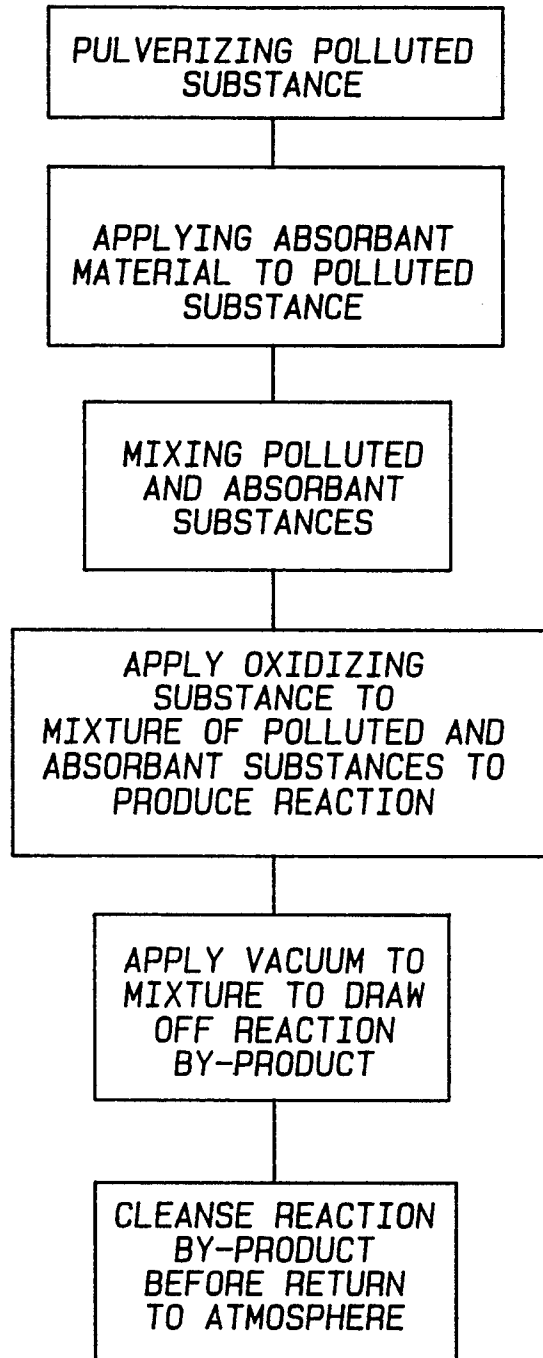 PULVERIZING POLLUTED
SUBSTANCE
APPLYING ABSORBANT
MATERIAL TO POLLUTED
SUBSTANCE
MIXING POLLUTED
AND ABSORBANT
SUBSTANCES
APPLY OXIDIZING
SUBSTANCE TO
MIXTURE OF POLLUTED AND
ABSORBANT SUBSTANCES TO
PRODUCE REACTION
APPLY VACUUM TO
MIXTURE TO DRAW
OFF REACTION
BY-PRODUCT
CLEANSE REACTION
BY-PRODUCT
BEFORE RETURN
TO ATMOSPHERE